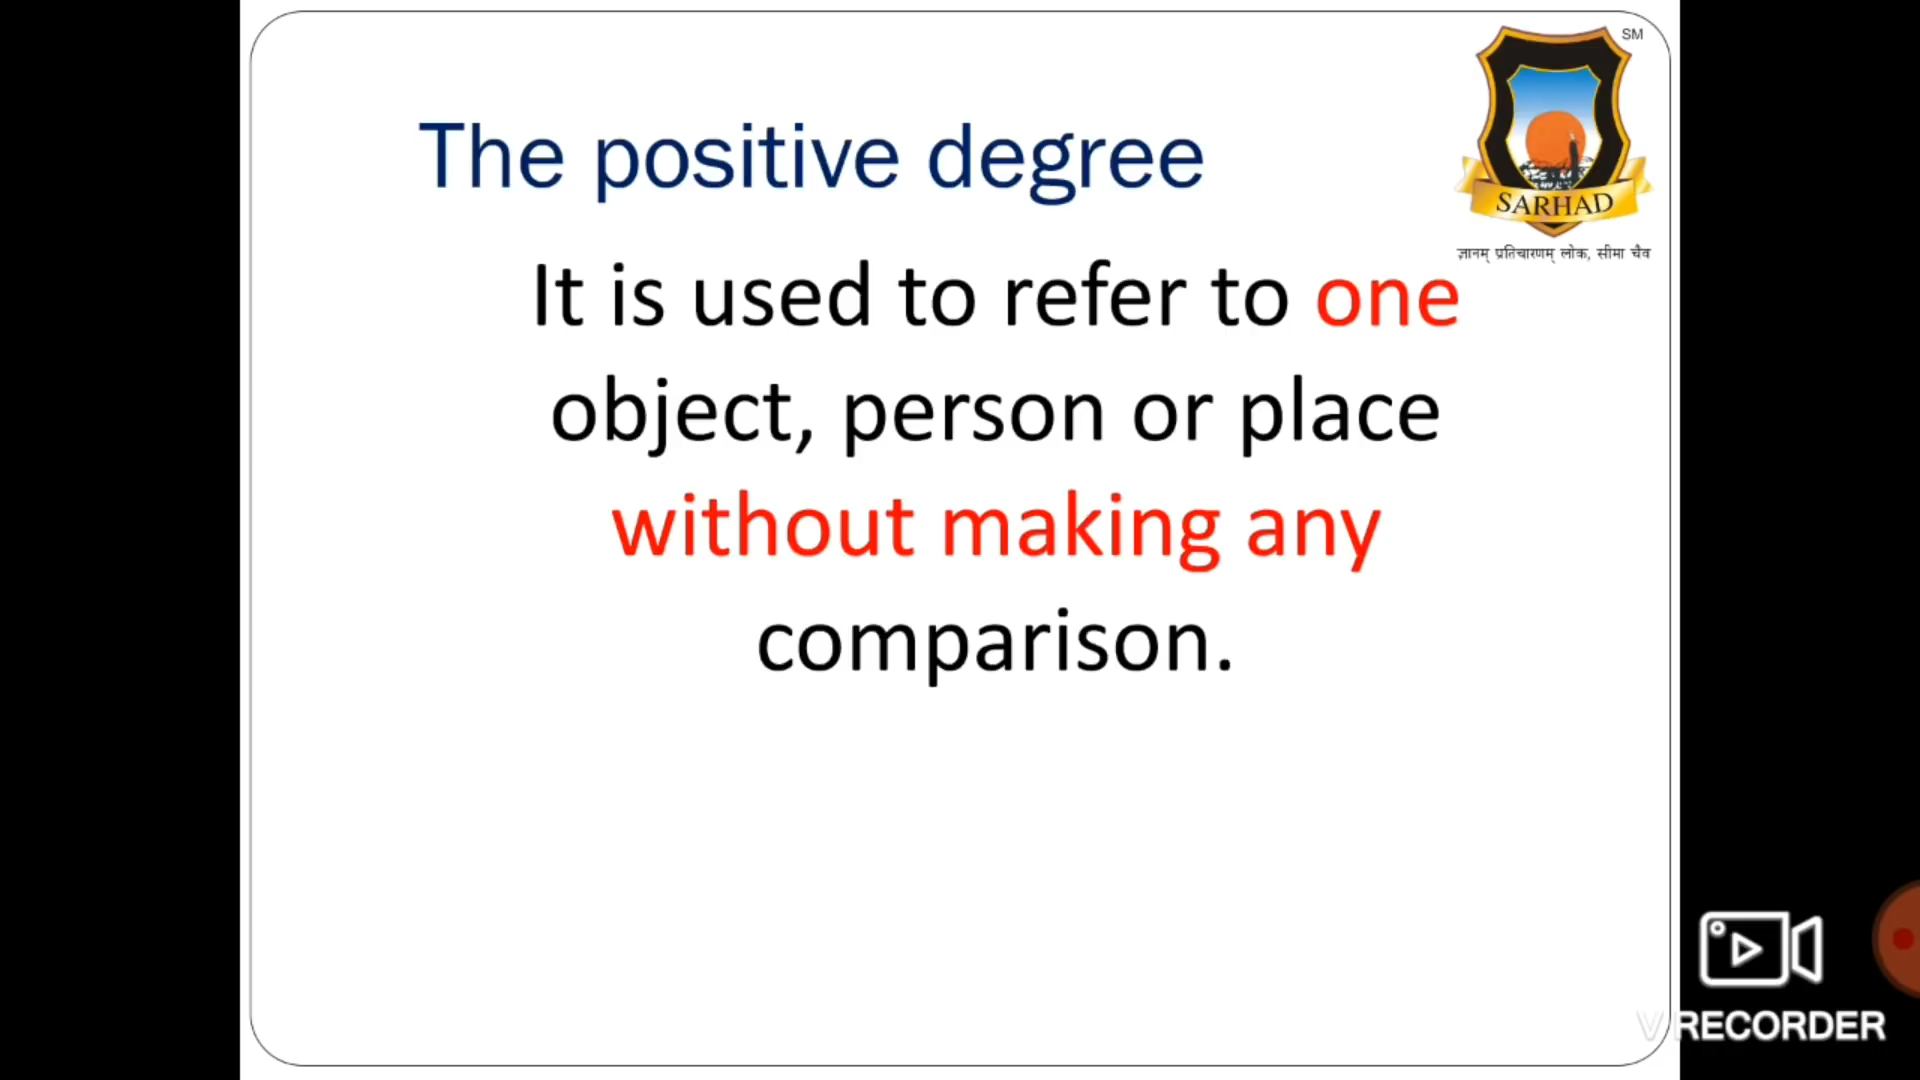 SM
The positive degree
SARHAD
ज्ञानम् प्रतिचारणम् लोक, सीमा चैव
It is used to refer to one
object, person or place
without making any
comparison.
V RECORDER